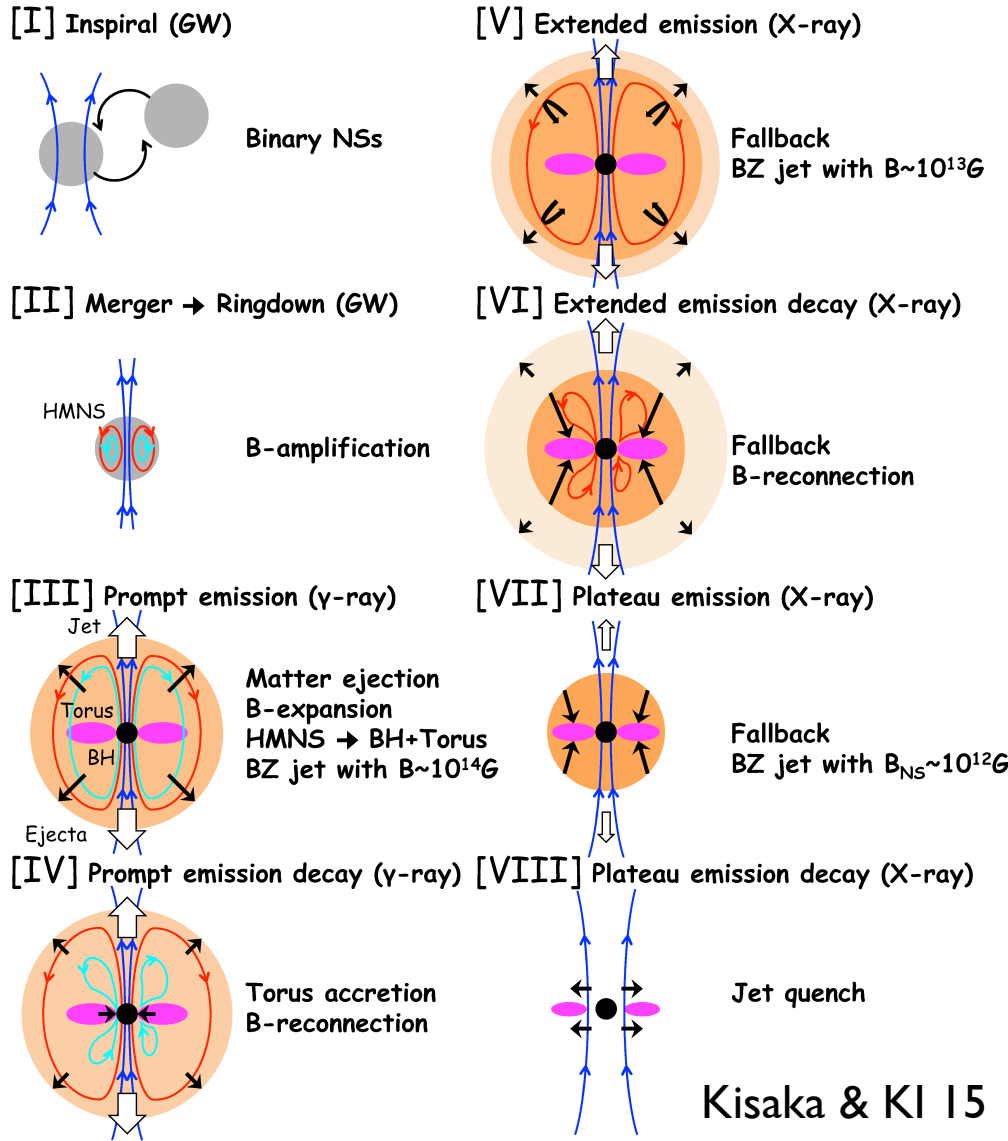 [I] Inspiral (GW)
Binary NSs
[II] Merger → Ringdown (GW)
HMNS
B-amplification
[III] Prompt emission (γ-ray)
Jet
Torus
BH
Ejecta
Matter ejection
B-expansion
HMNS → BH+Torus
BZ jet with B~10¹⁴G
[IV] Prompt emission decay (γ-ray)
Torus accretion
B-reconnection
[V] Extended emission (X-ray)
Fallback
BZ jet with B~10¹³G
[VI] Extended emission decay (X-ray)
Fallback
B-reconnection
[VII] Plateau emission (X-ray)
Fallback
BZ jet with B_NS~10¹²G
[VIII] Plateau emission decay (X-ray)
Jet quench
Kisaka & KI 15